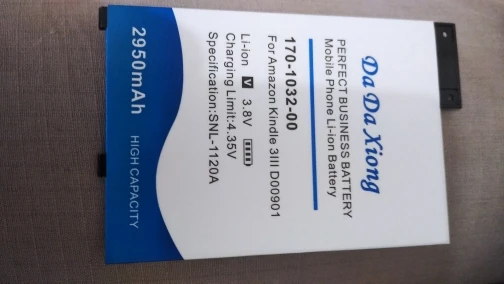 Da Da Xiong
PERFECT BUSINESS BATTERY
Mobile Phone Li-ion Battery
170-1032-00
For Amazon Kindle 3III D00901
Li-ion V 3.8V
Charging Limit:4.35V
Specification:SNL-1120A
2950mAh HIGH CAPACITY